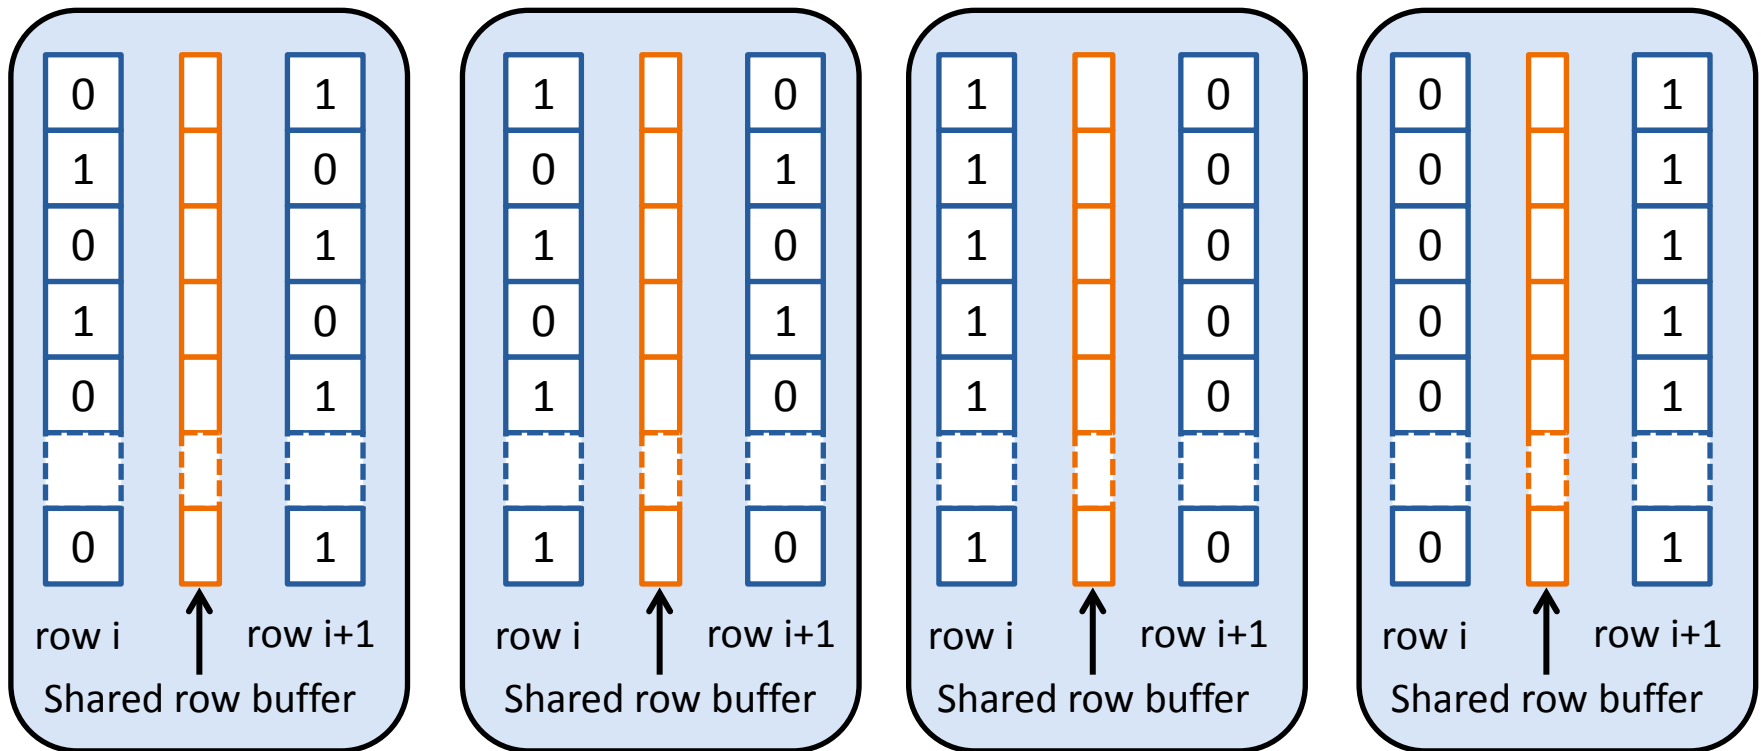 0 1 1 0 1 0 0 1
1 0 0 1 1 0 0 1
0 1 1 0 1 0 0 1
1 0 0 1 1 0 0 1
0 1 1 0 1 0 0 1
0 1 1 0 1 0 0 1
row i row i+1 row i row i+1 row i row i+1 row i row i+1
Shared row buffer Shared row buffer Shared row buffer Shared row buffer